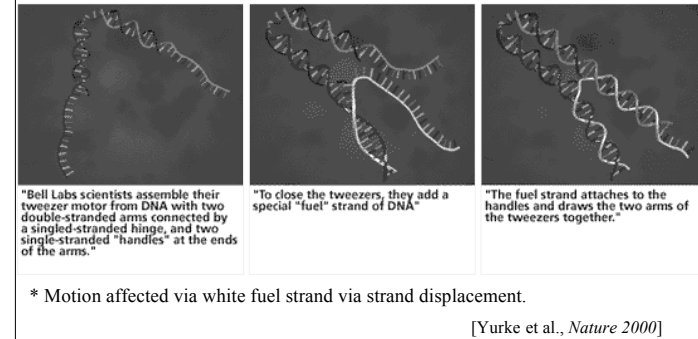 "Bell Labs scientists assemble their
tweezer motor from DNA with two
double-stranded arms connected by
a singled-stranded hinge, and two
single-stranded "handles" at the ends
of the arms."
"To close the tweezers, they add a
special "fuel" strand of DNA"
"The fuel strand attaches to the
handles and draws the two arms of
the tweezers together."
* Motion affected via white fuel strand via strand displacement.
[Yurke et al., Nature 2000]